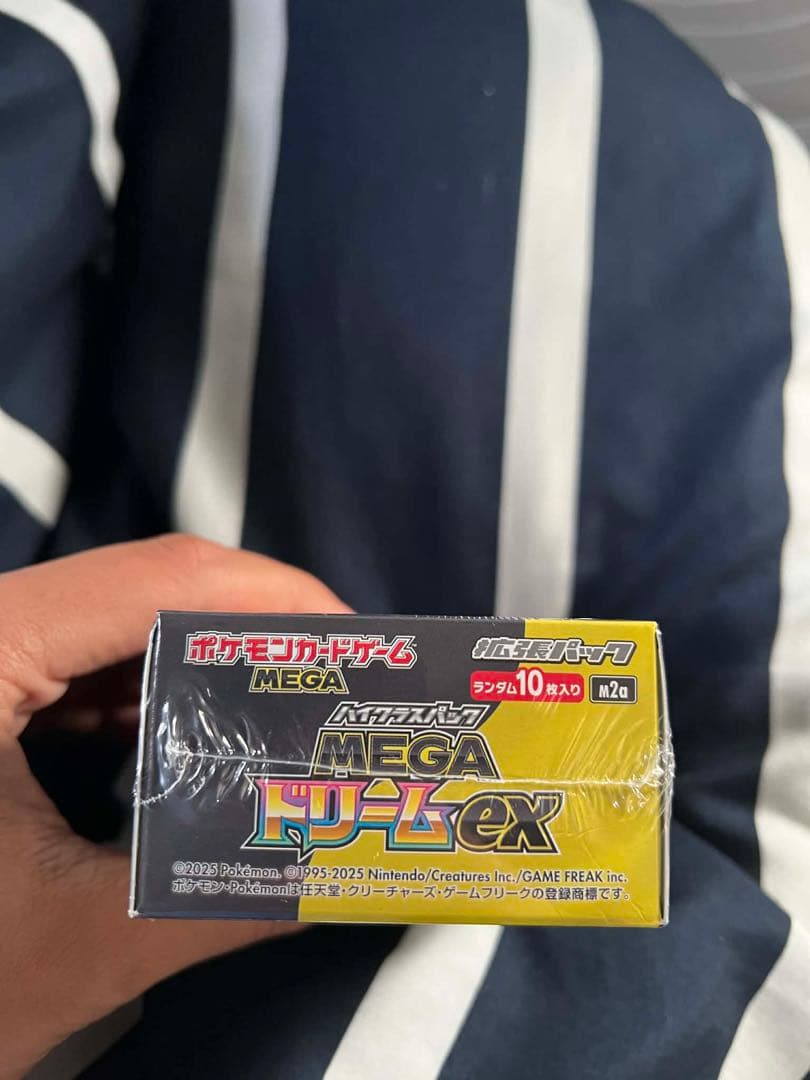 ポケモンカードゲーム
MEGA
拡張パック
ランダム10枚入り
M2a
ハイクラスパック
MEGA
ドリームex
©2025 Pokémon. ©1995-2025 Nintendo/Creatures Inc./GAME FREAK inc.
ポケモン・Pokémonは任天堂・クリーチャーズ・ゲームフリークの登録商標です。